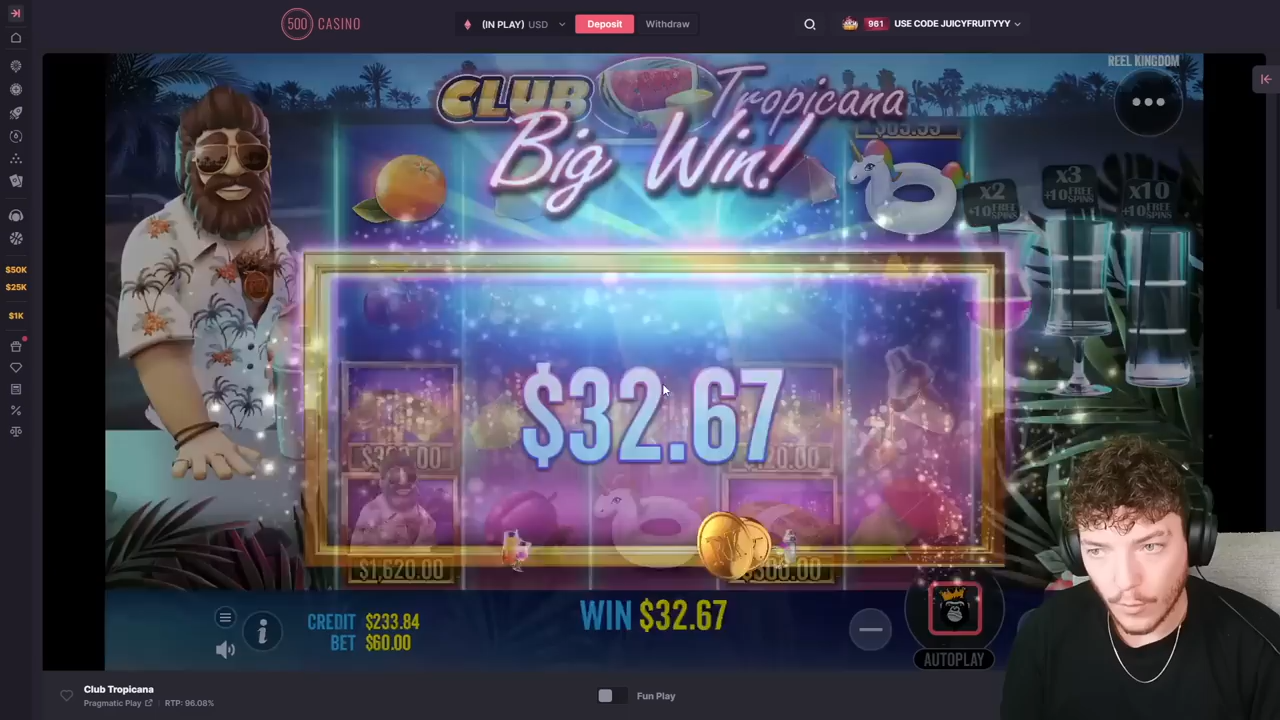 500 CASINO
(IN PLAY) USD
Deposit
Withdraw
961
USE CODE JUICYFRUITYYY
REEL KINGDOM
CLUB Tropicana
Big Win!
x2
+10 FREE
SPINS
x3
+10 FREE
SPINS
x10
+10 FREE
SPINS
$50K
$25K
$1K
$32.67
$1,620.00
$300.00
CREDIT $233.84
BET $60.00
WIN $32.67
AUTOPLAY
Club Tropicana
Pragmatic Play
RTP: 96.08%
Fun Play